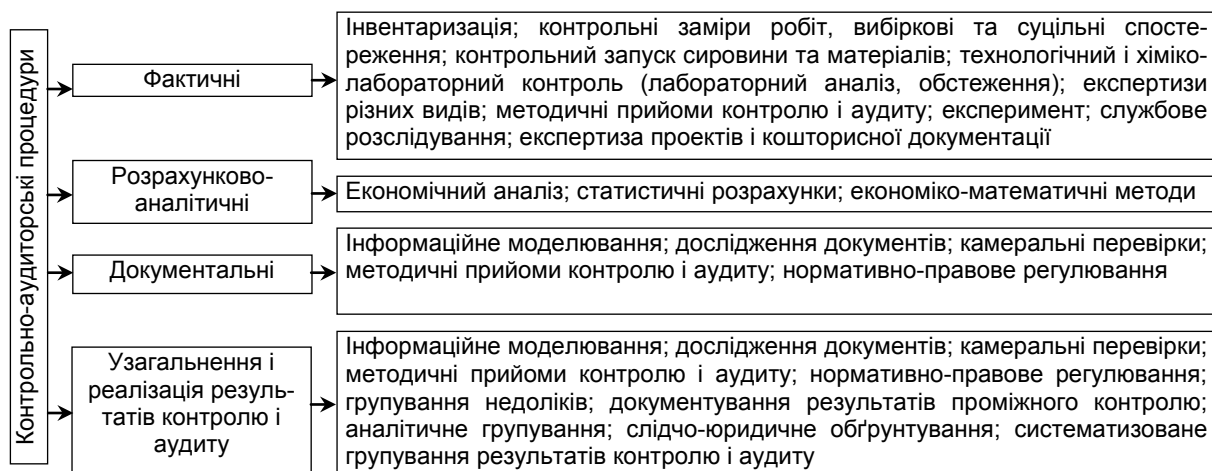 Контрольно-аудиторські процедури
Фактичні
Інвентаризація; контрольні заміри робіт, вибіркові та суцільні спосте-
реження; контрольний запуск сировини та матеріалів; технологічний і хіміко-
лабораторний контроль (лабораторний аналіз, обстеження); експертизи
різних видів; методичні прийоми контролю і аудиту; експеримент; службове
розслідування; експертиза проектів і кошторисної документації
Розрахунково-
аналітичні
Економічний аналіз; статистичні розрахунки; економіко-математичні методи
Документальні
Інформаційне моделювання; дослідження документів; камеральні перевірки;
методичні прийоми контролю і аудиту; нормативно-правове регулювання
Узагальнення і
реалізація резуль-
татів контролю і
аудиту
Інформаційне моделювання; дослідження документів; камеральні перевірки;
методичні прийоми контролю і аудиту; нормативно-правове регулювання;
групування недоліків; документування результатів проміжного контролю;
аналітичне групування; слідчо-юридичне обґрунтування; систематизоване
групування результатів контролю і аудиту